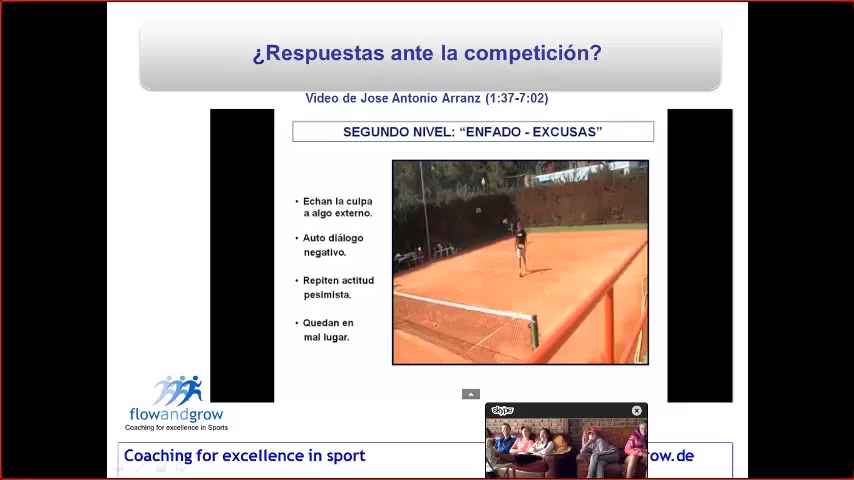 ¿Respuestas ante la competición?
Video de Jose Antonio Arranz (1:37-7:02)
SEGUNDO NIVEL: “ENFADO - EXCUSAS”
• Echan la culpa
a algo externo.
• Auto diálogo
negativo.
• Repiten actitud
pesimista.
• Quedan en
mal lugar.
flowandgrow
Coaching for excellence in Sports
skype
Coaching for excellence in sport
ow.de